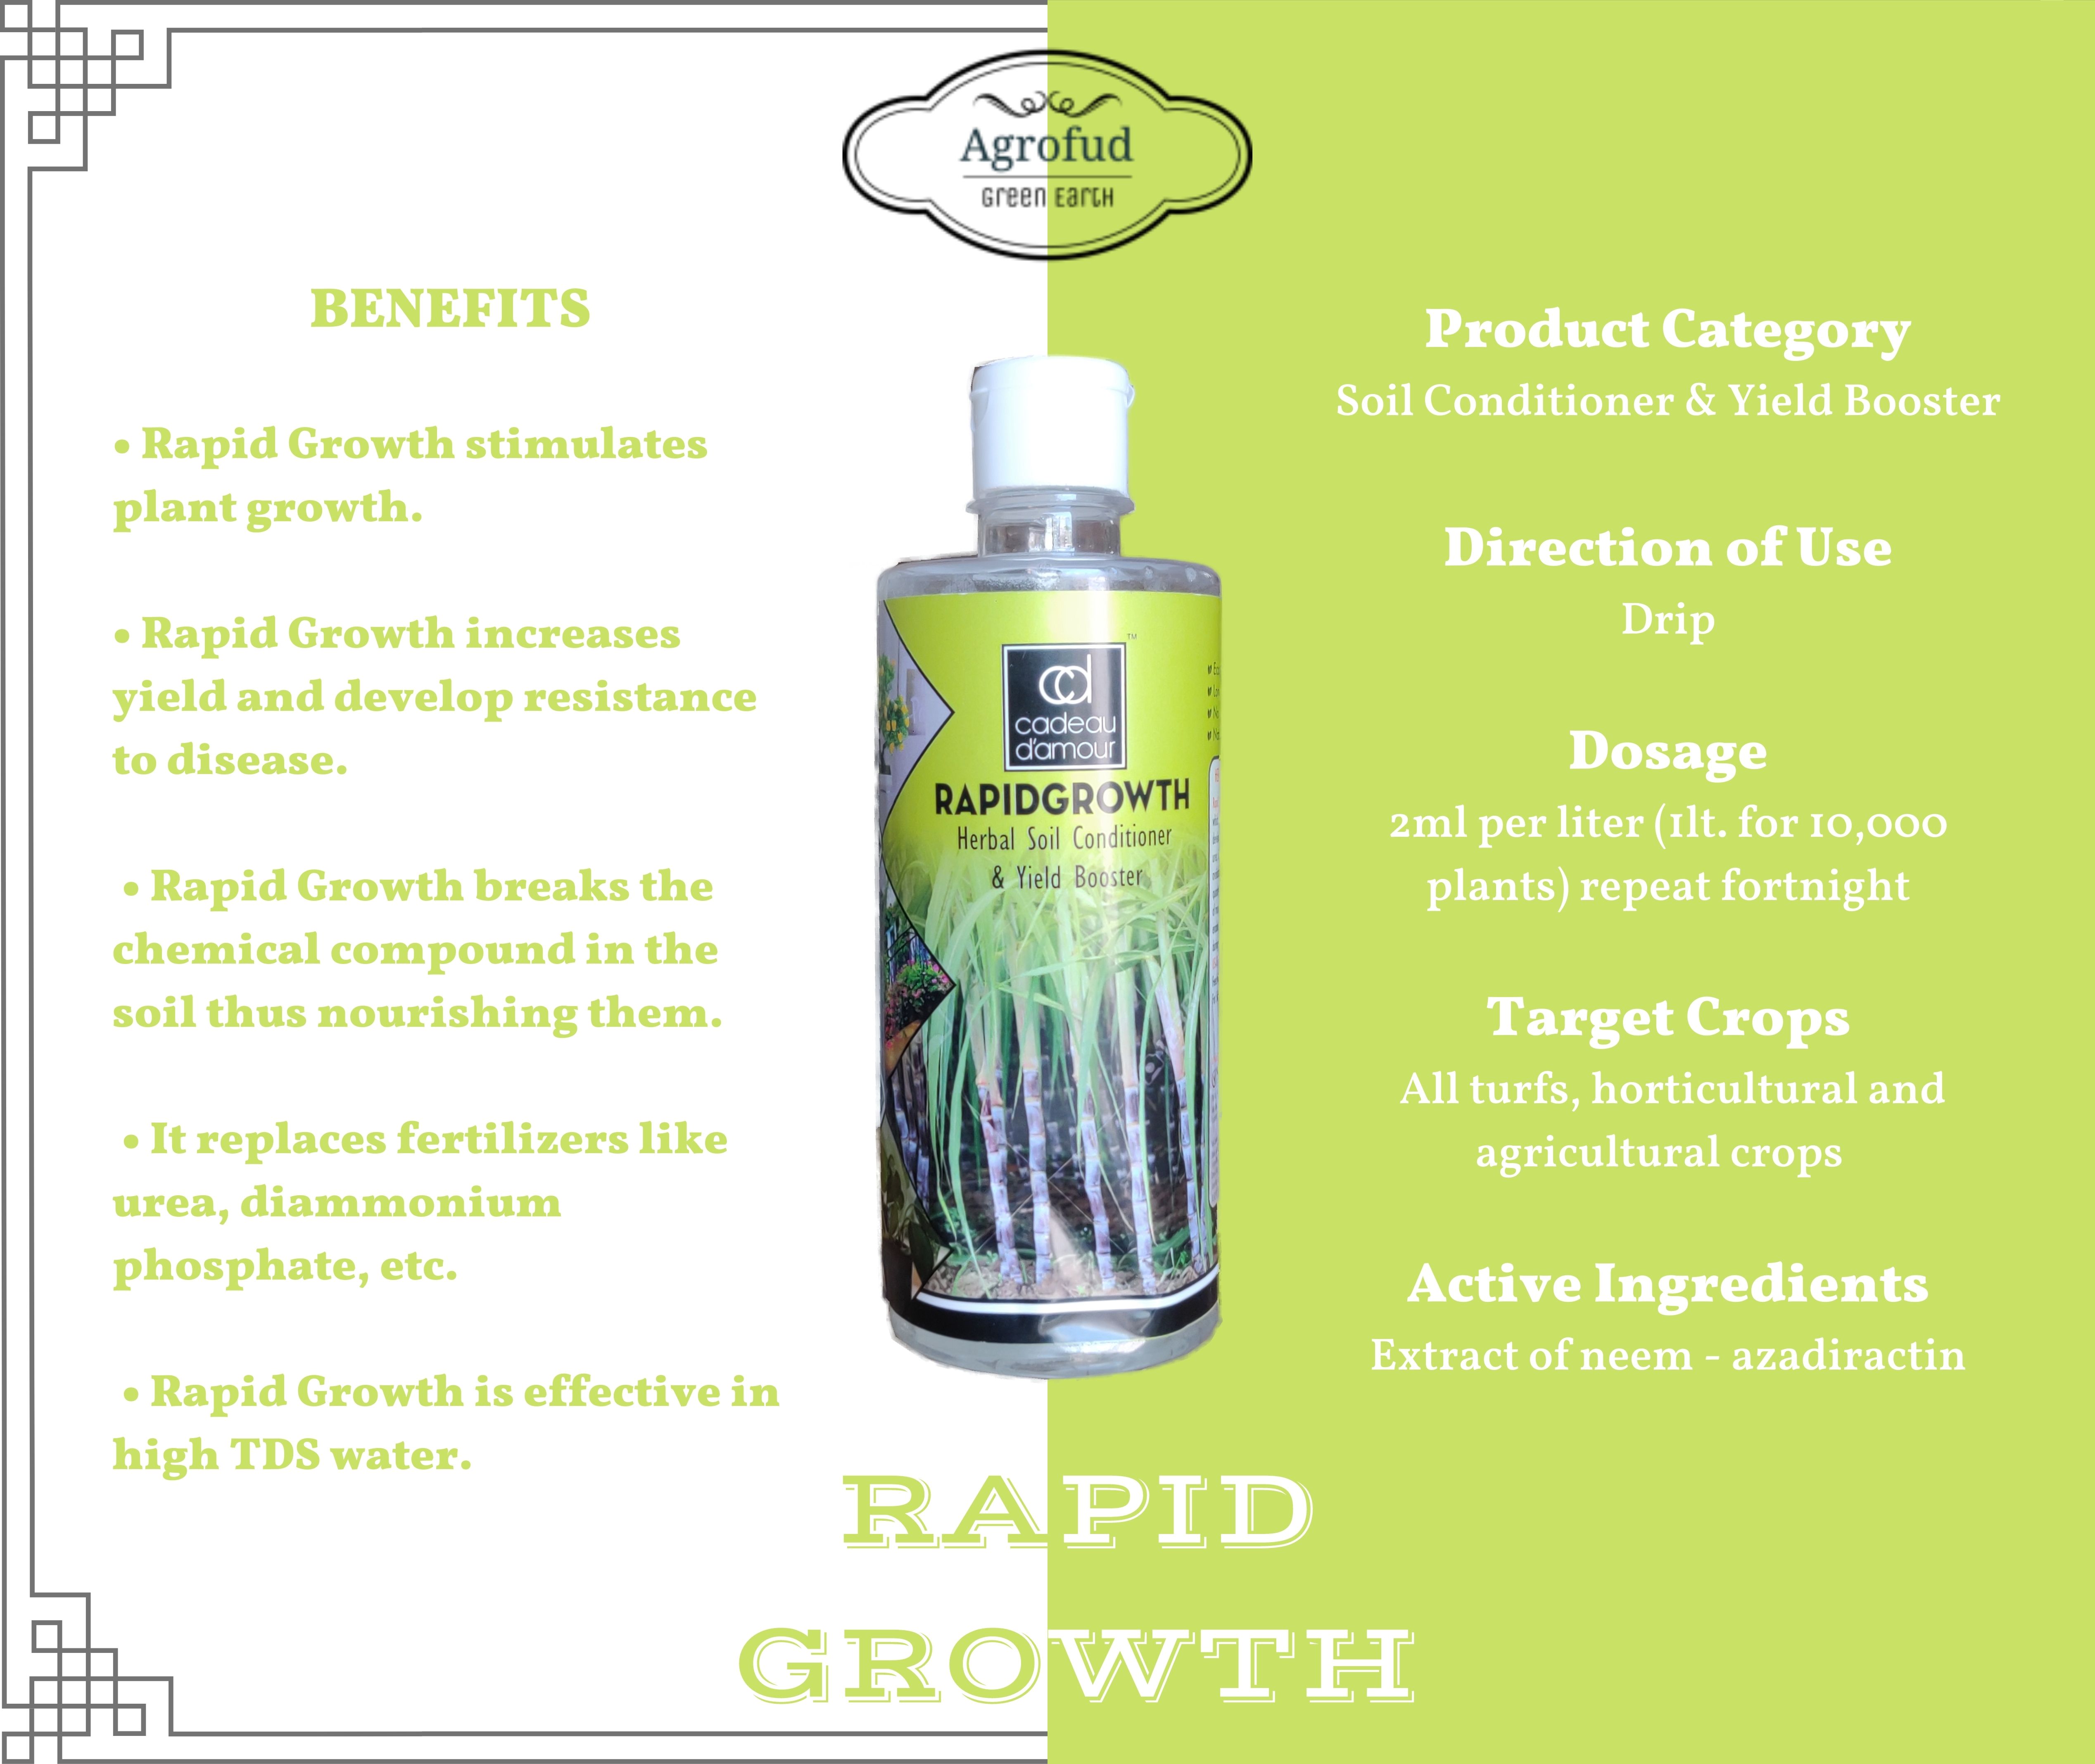 Agrofud
Green Earth
BENEFITS
• Rapid Growth stimulates
plant growth.
• Rapid Growth increases
yield and develop resistance
to disease.
• Rapid Growth breaks the
chemical compound in the
soil thus nourishing them.
• It replaces fertilizers like
urea, diammonium
phosphate, etc.
• Rapid Growth is effective in
high TDS water.
TM
cd
cadeau
d'amour
RAPIDGROWTH
Herbal Soil Conditioner
& Yield Booster
Product Category
Soil Conditioner & Yield Booster
Direction of Use
Drip
Dosage
2ml per liter (1lt. for 10,000
plants) repeat fortnight
Target Crops
All turfs, horticultural and
agricultural crops
Active Ingredients
Extract of neem - azadiractin
RAPID
GROWTH